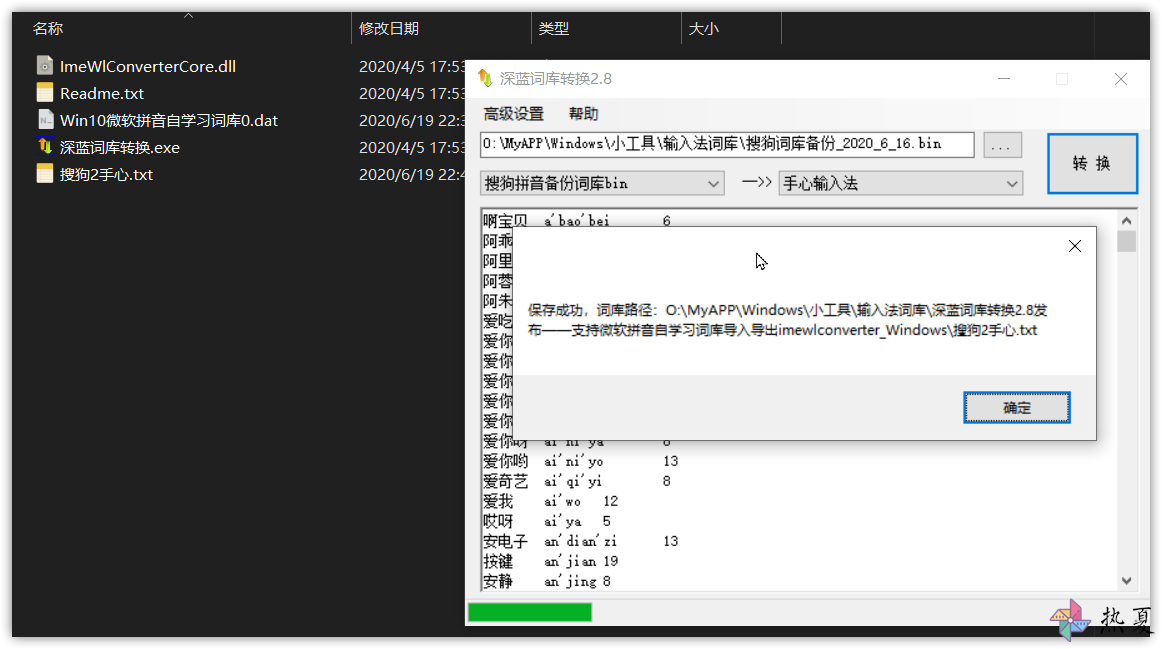 名称 修改日期 类型 大小
ImeWlConverterCore.dll 2020/4/5 17:53
Readme.txt 2020/4/5 17:53
Win10微软拼音自学习词库0.dat 2020/6/19 22:3
深蓝词库转换.exe 2020/4/5 17:53
搜狗2手心.txt 2020/6/19 22:4
深蓝词库转换2.8
高级设置 帮助
O:\MyAPP\Windows\小工具\输入法词库\搜狗词库备份_2020_6_16.bin ...
转 换
搜狗拼音备份词库bin —>> 手心输入法
啊宝贝 a'bao'bei 6
阿乖
阿里
阿蓉
阿朱
爱吃
爱你
爱你
爱你
爱你
爱你
保存成功，词库路径：O:\MyAPP\Windows\小工具\输入法词库\深蓝词库转换2.8发
布——支持微软拼音自学习词库导入导出imewlconverter_Windows\搜狗2手心.txt
确定
爱你呀 ai'ni'ya
爱你哟 ai'ni'yo 13
爱奇艺 ai'qi'yi 8
爱我 ai'wo 12
哎呀 ai'ya 5
安电子 an'dian'zi 13
按键 an'jian 19
安静 an'jing 8
热夏